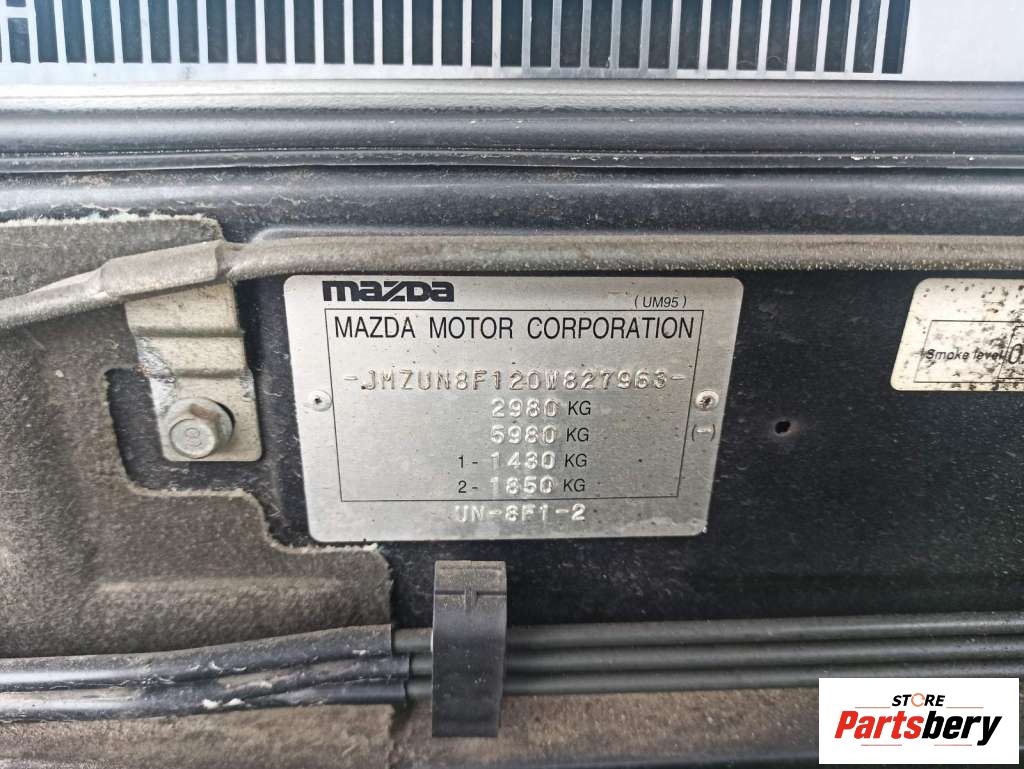 mazda
(UM95)
MAZDA MOTOR CORPORATION
-JMZUN8F120W827963-
2980 KG
5980 KG
(-)
1- 1430 KG
2- 1850 KG
UN-8F1-2
Smoke level
8
STORE
Partsbery